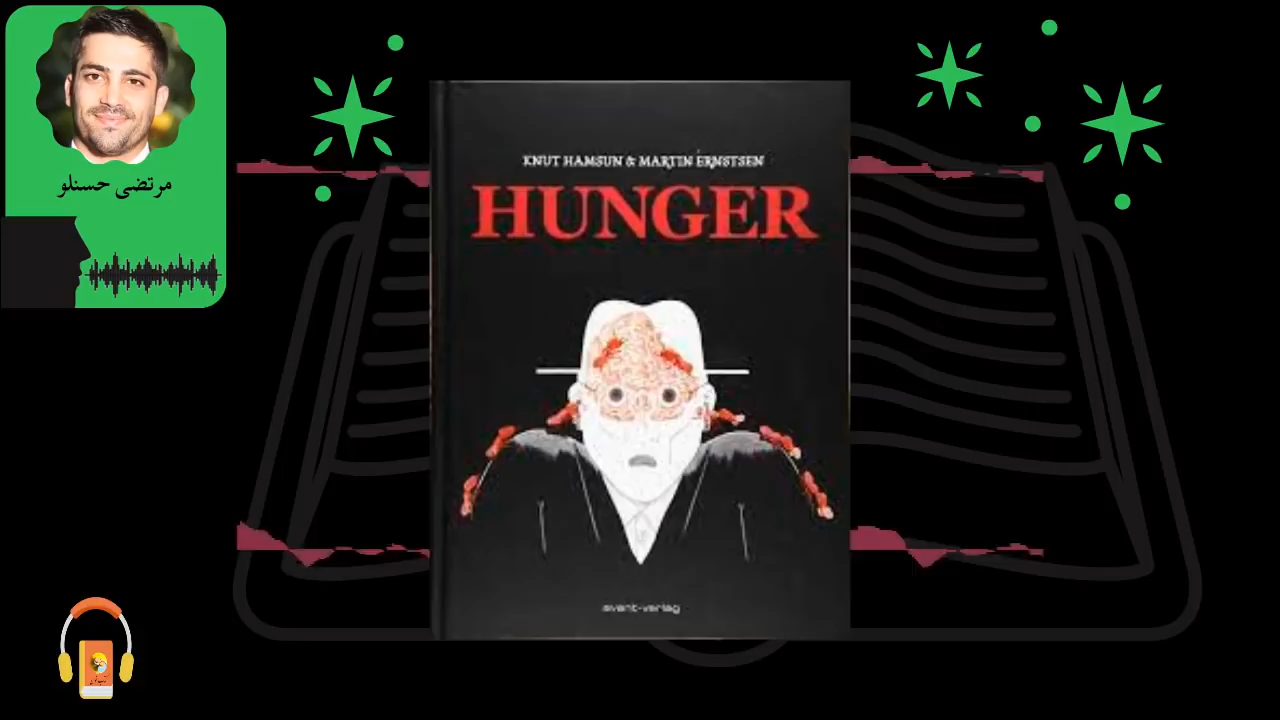 مرتضی حسنلو
KNUT HAMSUN & MARTIN ERNSTSEN
HUNGER
avant-verlag